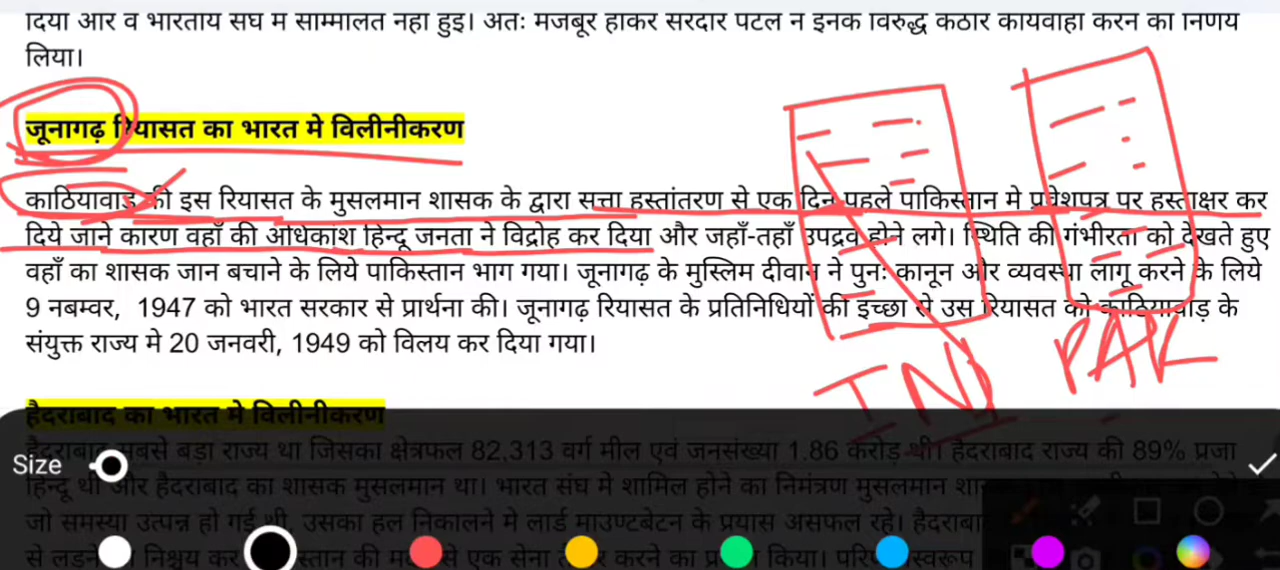 दिया और वे भारतीय संघ में सम्मिलित नहीं हुई। अतः मजबूर होकर सरदार पटेल ने इनके विरुद्ध कठोर कार्यवाही करने का निर्णय
लिया।
जूनागढ़ रियासत का भारत मे विलीनीकरण
काठियावाड़ की इस रियासत के मुसलमान शासक के द्वारा सत्ता हस्तांतरण से एक दिन पहले पाकिस्तान मे प्रवेशपत्र पर हस्ताक्षर कर
दिये जाने कारण वहाँ की अधिकांश हिन्दू जनता ने विद्रोह कर दिया और जहाँ-तहाँ उपद्रव होने लगे। स्थिति की गंभीरता को देखते हुए
वहाँ का शासक जान बचाने के लिये पाकिस्तान भाग गया। जूनागढ़ के मुस्लिम दीवान ने पुनः कानून और व्यवस्था लागू करने के लिये
9 नबम्वर, 1947 को भारत सरकार से प्रार्थना की। जूनागढ़ रियासत के प्रतिनिधियों की इच्छा से उस रियासत को काठियावाड़ के
संयुक्त राज्य मे 20 जनवरी, 1949 को विलय कर दिया गया।
IND PAK
हैदराबाद का भारत मे विलीनीकरण
हैदराबाद सबसे बड़ा राज्य था जिसका क्षेत्रफल 82,313 वर्ग मील एवं जनसंख्या 1.86 करोड़ थी। हैदराबाद राज्य की 89% प्रजा
Size
हिन्दू थी और हैदराबाद का शासक मुसलमान था। भारत संघ मे शामिल होने का निमंत्रण मुसलमान
जो समस्या उत्पन्न हो गई थी, उसका हल निकालने मे लार्ड माउण्टबेटन के प्रयास असफल रहे।
से लड़ने निश्चय कर की से एक सेना करने का किया।